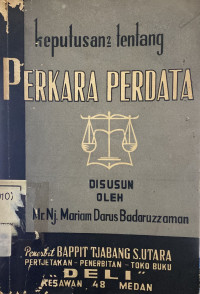 keputusan2 tentang
PERKARA PERDATA
DISUSUN
OLEH
Mr. Nj. Mariam Darus Badaruzzaman
Penerbit BAPPIT TJABANG S.UTARA
PERTJETAKAN - PENERBITAN - TOKO BUKU
"DELI"
KESAWAN 48 MEDAN